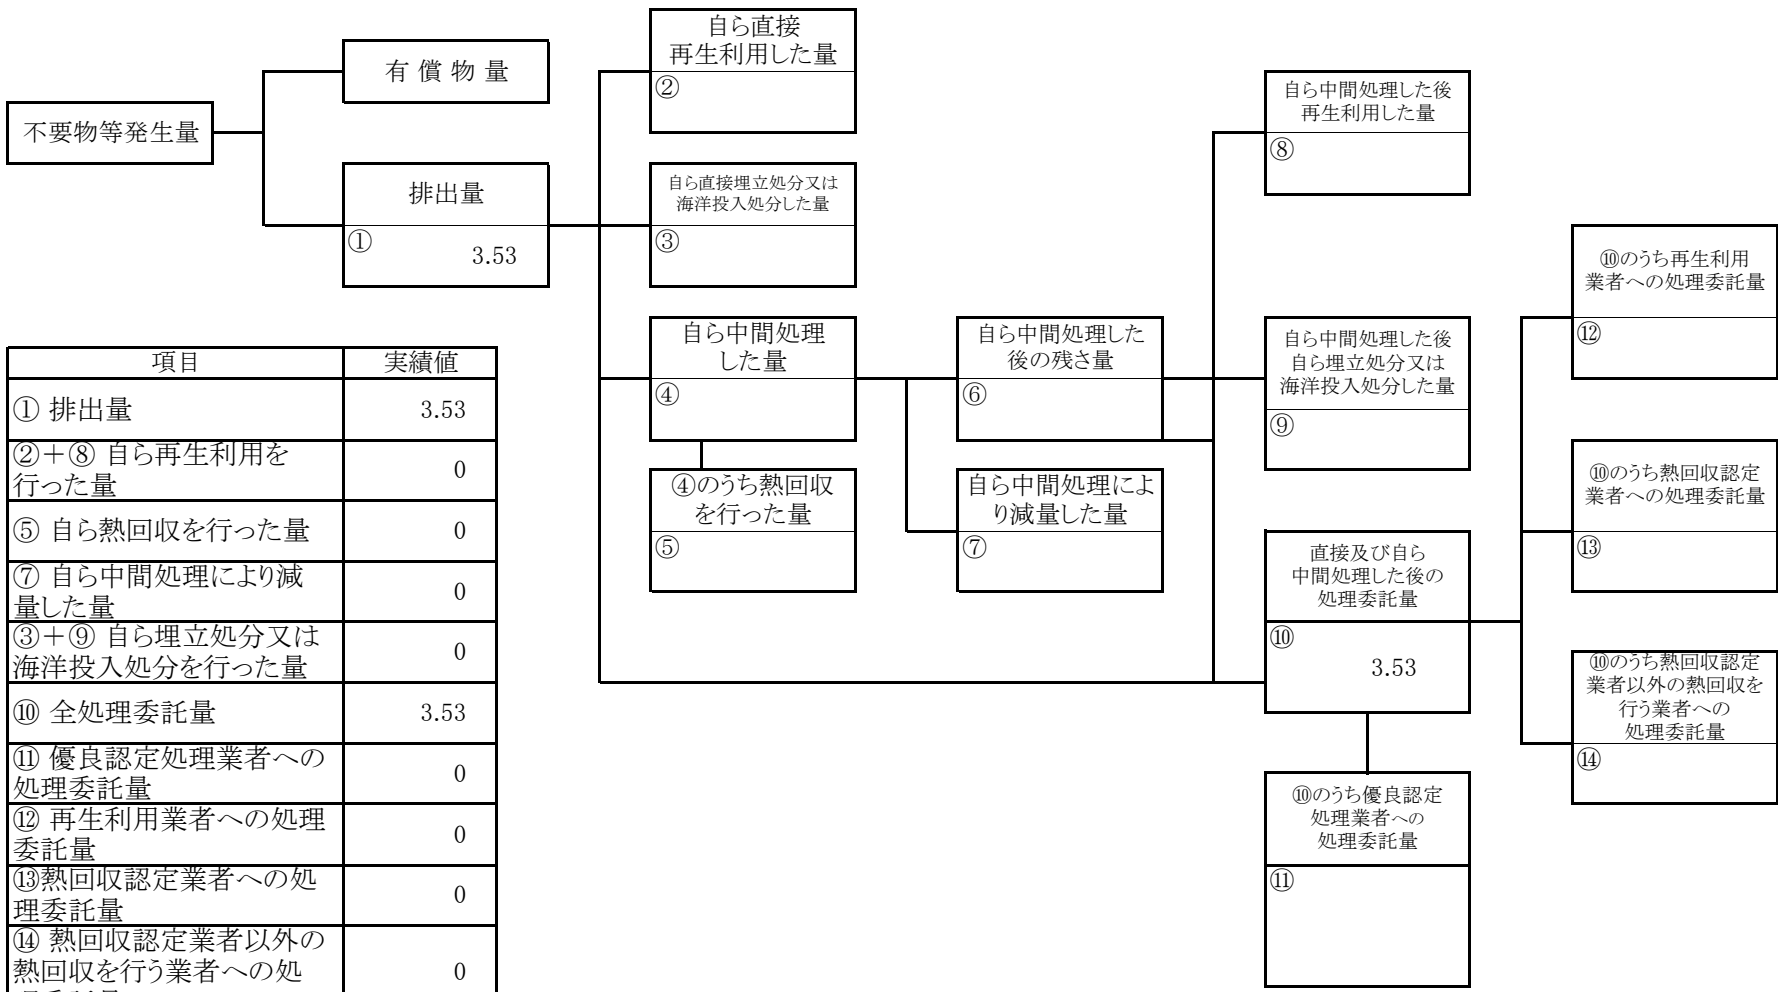 不要物等発生量
有 償 物 量
排出量
①
3.53
自ら直接
再生利用した量
②
自ら直接埋立処分又は
海洋投入処分した量
③
自ら中間処理
した量
④
④のうち熱回収
を行った量
⑤
自ら中間処理した
後の残さ量
⑥
自ら中間処理によ
り減量した量
⑦
自ら中間処理した後
再生利用した量
⑧
自ら中間処理した後
自ら埋立処分又は
海洋投入処分した量
⑨
直接及び自ら
中間処理した後の
処理委託量
⑩
3.53
⑩のうち優良認定
処理業者への
処理委託量
⑪
⑩のうち再生利用
業者への処理委託量
⑫
⑩のうち熱回収認定
業者への処理委託量
⑬
⑩のうち熱回収認定
業者以外の熱回収を
行う業者への
処理委託量
⑭
項目 実績値
① 排出量 3.53
②＋⑧ 自ら再生利用を
行った量 0
⑤ 自ら熱回収を行った量 0
⑦ 自ら中間処理により減
量した量 0
③＋⑨ 自ら埋立処分又は
海洋投入処分を行った量 0
⑩ 全処理委託量 3.53
⑪ 優良認定処理業者への
処理委託量 0
⑫ 再生利用業者への処理
委託量 0
⑬熱回収認定業者への処
理委託量 0
⑭ 熱回収認定業者以外の
熱回収を行う業者への処 0